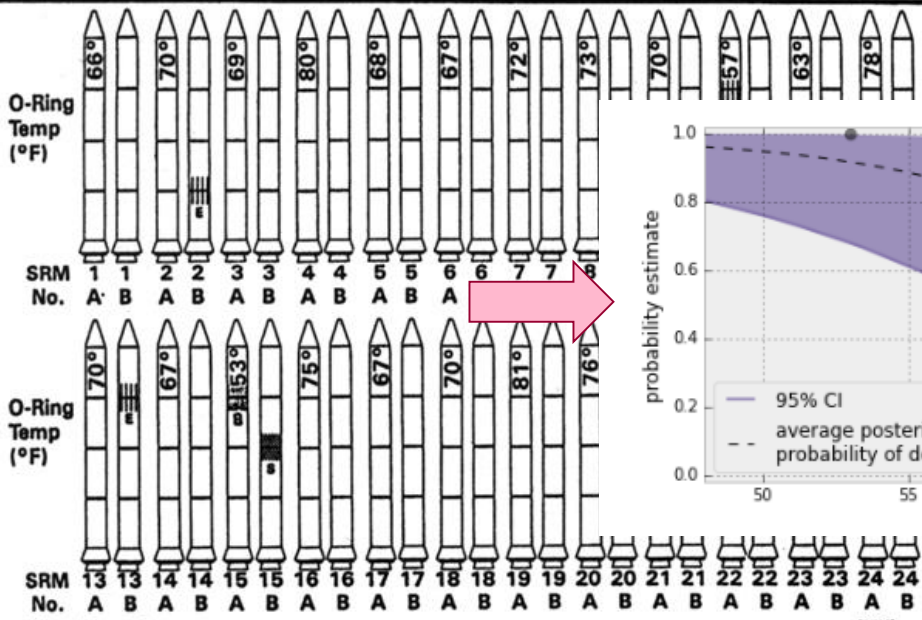 66° 70° 69° 80° 68° 67° 72° 73° 70° 57° 63° 78°
O-Ring
Temp
(°F)
E
SRM 1 1 2 2 3 3 4 4 5 5 6 6 7 7 8
No. A B A B A B A B A B A
1.0
0.8
0.6
0.4
0.2
0.0
probability estimate
95% CI
average poster
probability of de
50 55
70° 67° 53° 75° 67° 70° 81° 76°
O-Ring
Temp
(°F)
E
S
SRM 13 13 14 14 15 15 16 16 17 17 18 18 19 19 20 20 21 21 22 22 23 23 24 24
No. A B A B A B A B A B A B A B A B A B A B A B A B